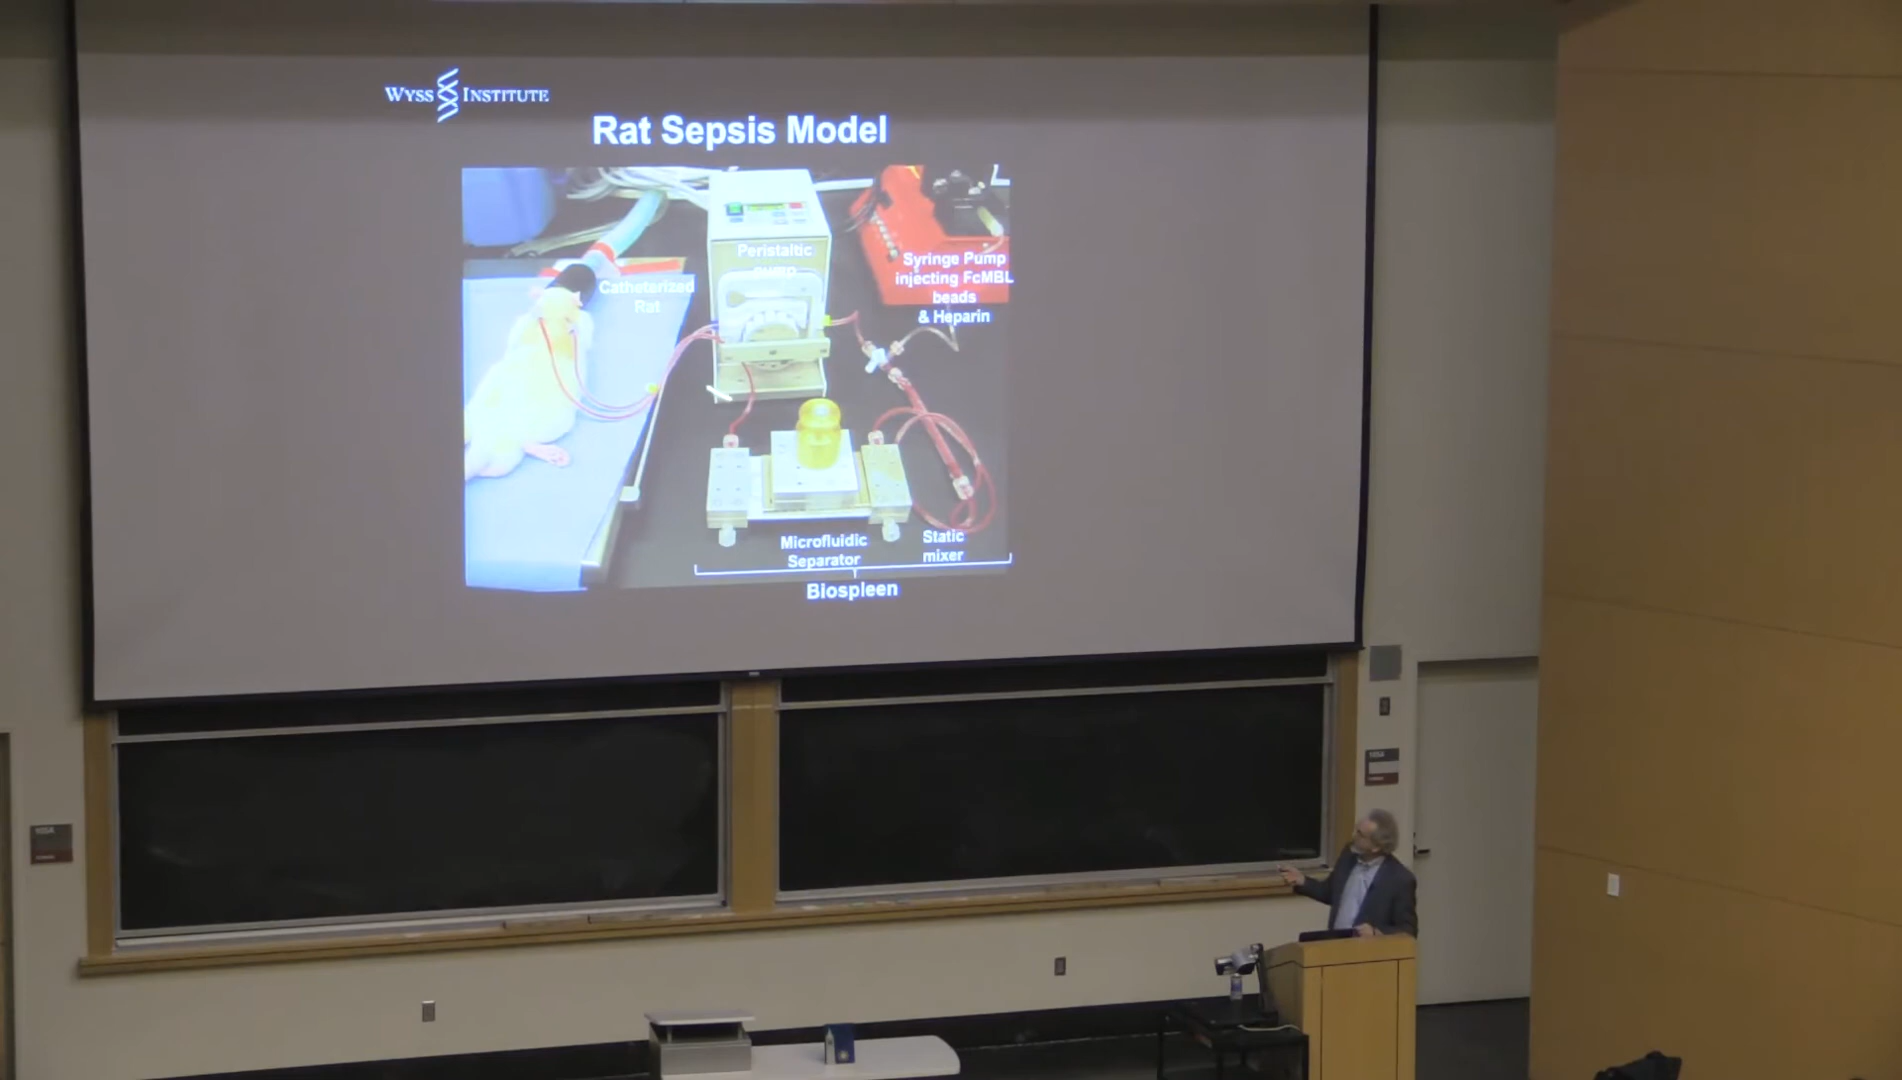 WYSS INSTITUTE
Rat Sepsis Model
Peristaltic
pump
Catheterized
Rat
Syringe Pump
injecting FcMBL
beads
& Heparin
Microfluidic
Separator
Static
mixer
Biospleen